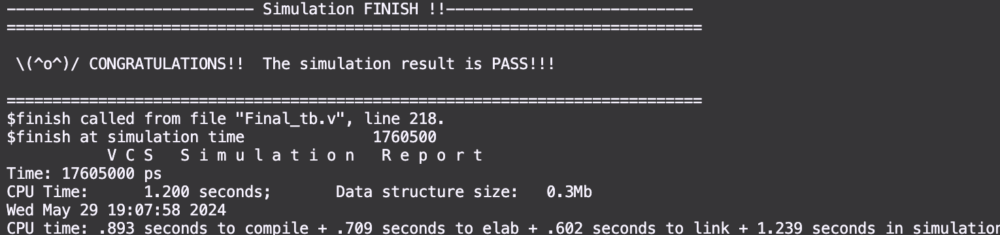 --------------------------- Simulation FINISH !!---------------------------
============================================================================
\(^o^)/ CONGRATULATIONS!!  The simulation result is PASS!!!
============================================================================
$finish called from file "Final_tb.v", line 218.
$finish at simulation time              1760500
           V C S   S i m u l a t i o n   R e p o r t
Time: 17605000 ps
CPU Time:      1.200 seconds;       Data structure size:   0.3Mb
Wed May 29 19:07:58 2024
CPU time: .893 seconds to compile + .709 seconds to elab + .602 seconds to link + 1.239 seconds in simulation